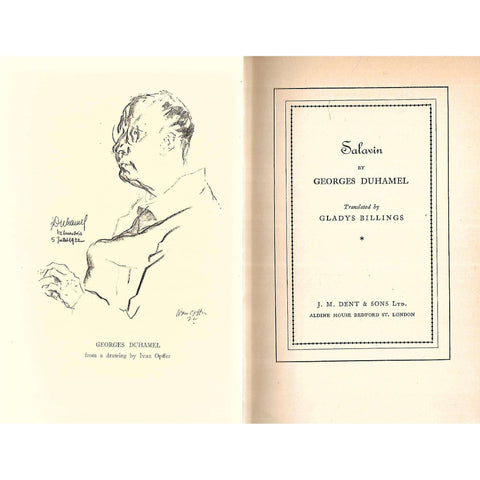 Duhamel
GEORGES DUHAMEL
from a drawing by Ivan Opffer
Salavin
BY
GEORGES DUHAMEL
Translated by
GLADYS BILLINGS
*
J. M. DENT & SONS LTD.
ALDINE HOUSE BEDFORD ST. LONDON